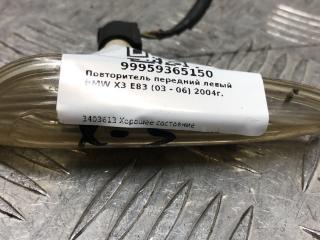 99959365150
Повторитель передний левый
BMW X3 E83 (03 - 06) 2004г.
3403613 Хорошее состояние